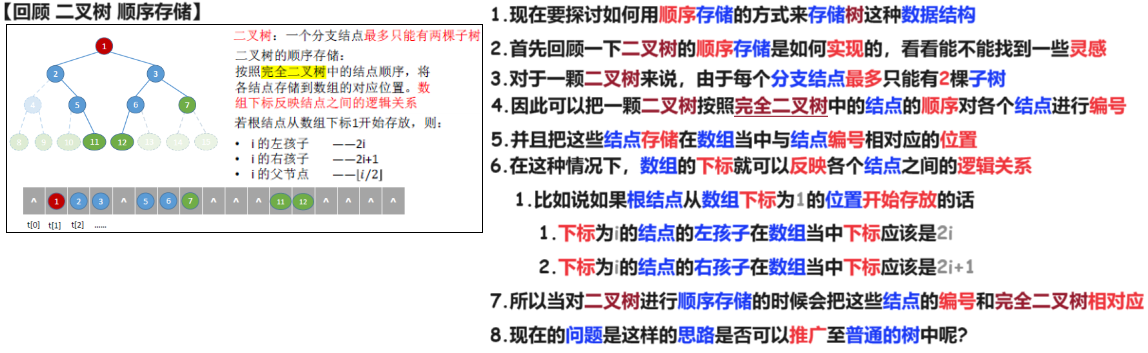 【回顾 二叉树 顺序存储】
1
2
3
4
5
6
7
8
9
10
11
12
13
14
15
二叉树：一个分支结点最多只能有两棵子树
二叉树的顺序存储：
按照完全二叉树中的结点顺序，将
各结点存储到数组的对应位置。数
组下标反映结点之间的逻辑关系
若根结点从数组下标1开始存放，则：
• i 的左孩子 ——2i
• i 的右孩子 ——2i+1
• i 的父节点 ——⌊i/2⌋
^ 1 2 3 ^ 5 6 7 ^ ^ ^ 11 12 ^ ^ ^ ^
t[0] t[1] t[2] ......
1.现在要探讨如何用顺序存储的方式来存储树这种数据结构
2.首先回顾一下二叉树的顺序存储是如何实现的，看看能不能找到一些灵感
3.对于一颗二叉树来说，由于每个分支结点最多只能有2棵子树
4.因此可以把一颗二叉树按照完全二叉树中的结点的顺序对各个结点进行编号
5.并且把这些结点存储在数组当中与结点编号相对应的位置
6.在这种情况下，数组的下标就可以反映各个结点之间的逻辑关系
1.比如说如果根结点从数组下标为1的位置开始存放的话
1.下标为i的结点的左孩子在数组当中下标应该是2i
2.下标为i的结点的右孩子在数组当中下标应该是2i+1
7.所以当对二叉树进行顺序存储的时候会把这些结点的编号和完全二叉树相对应
8.现在的问题是这样的思路是否可以推广至普通的树中呢?